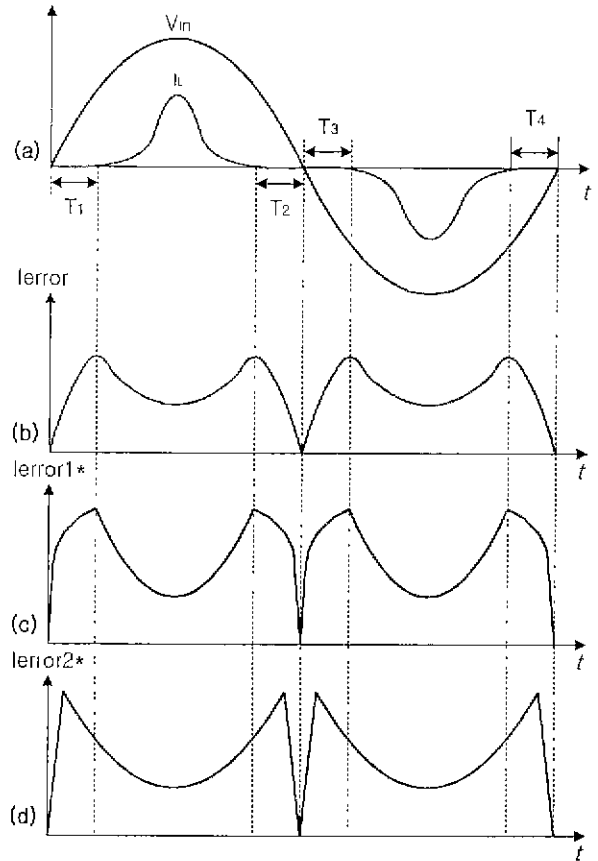 Vin
IL
T3
T4
(a)
t
T1
T2
Ierror
(b)
t
Ierror1*
(c)
t
Ierror2*
(d)
t